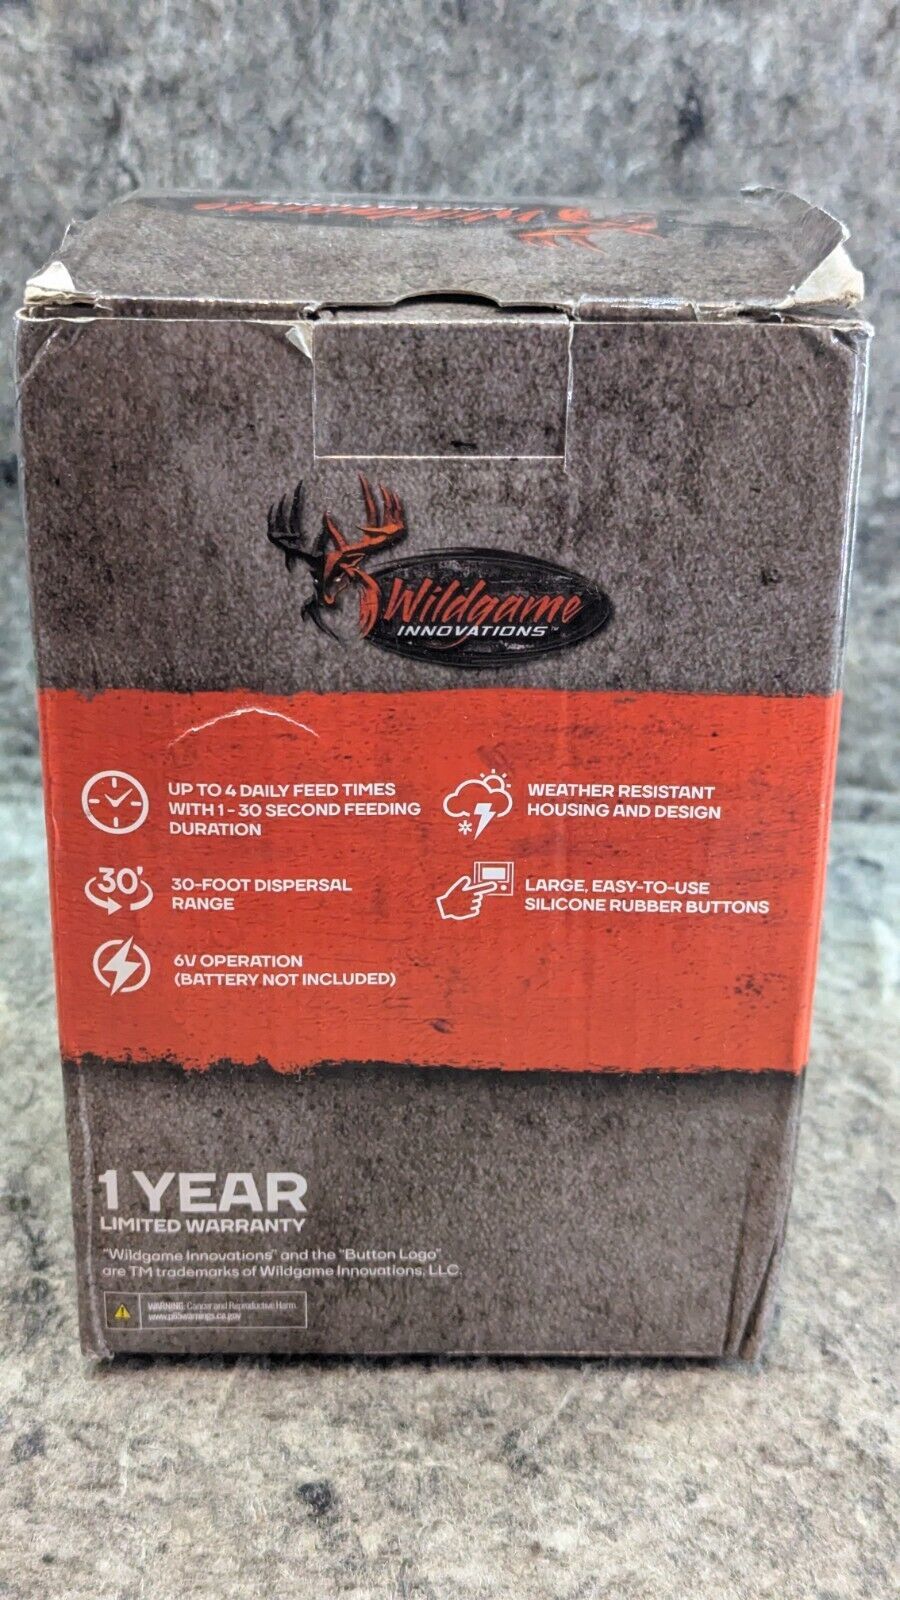 Wildgame
INNOVATIONS
Wildgame
INNOVATIONS™
UP TO 4 DAILY FEED TIMES
WITH 1 - 30 SECOND FEEDING
DURATION
WEATHER RESISTANT
HOUSING AND DESIGN
30'
30-FOOT DISPERSAL
RANGE
LARGE, EASY-TO-USE
SILICONE RUBBER BUTTONS
6V OPERATION
(BATTERY NOT INCLUDED)
1 YEAR
LIMITED WARRANTY
"Wildgame Innovations" and the "Button Logo"
are TM trademarks of Wildgame Innovations, LLC.
WARNING: Cancer and Reproductive Harm.
www.p65warnings.ca.gov